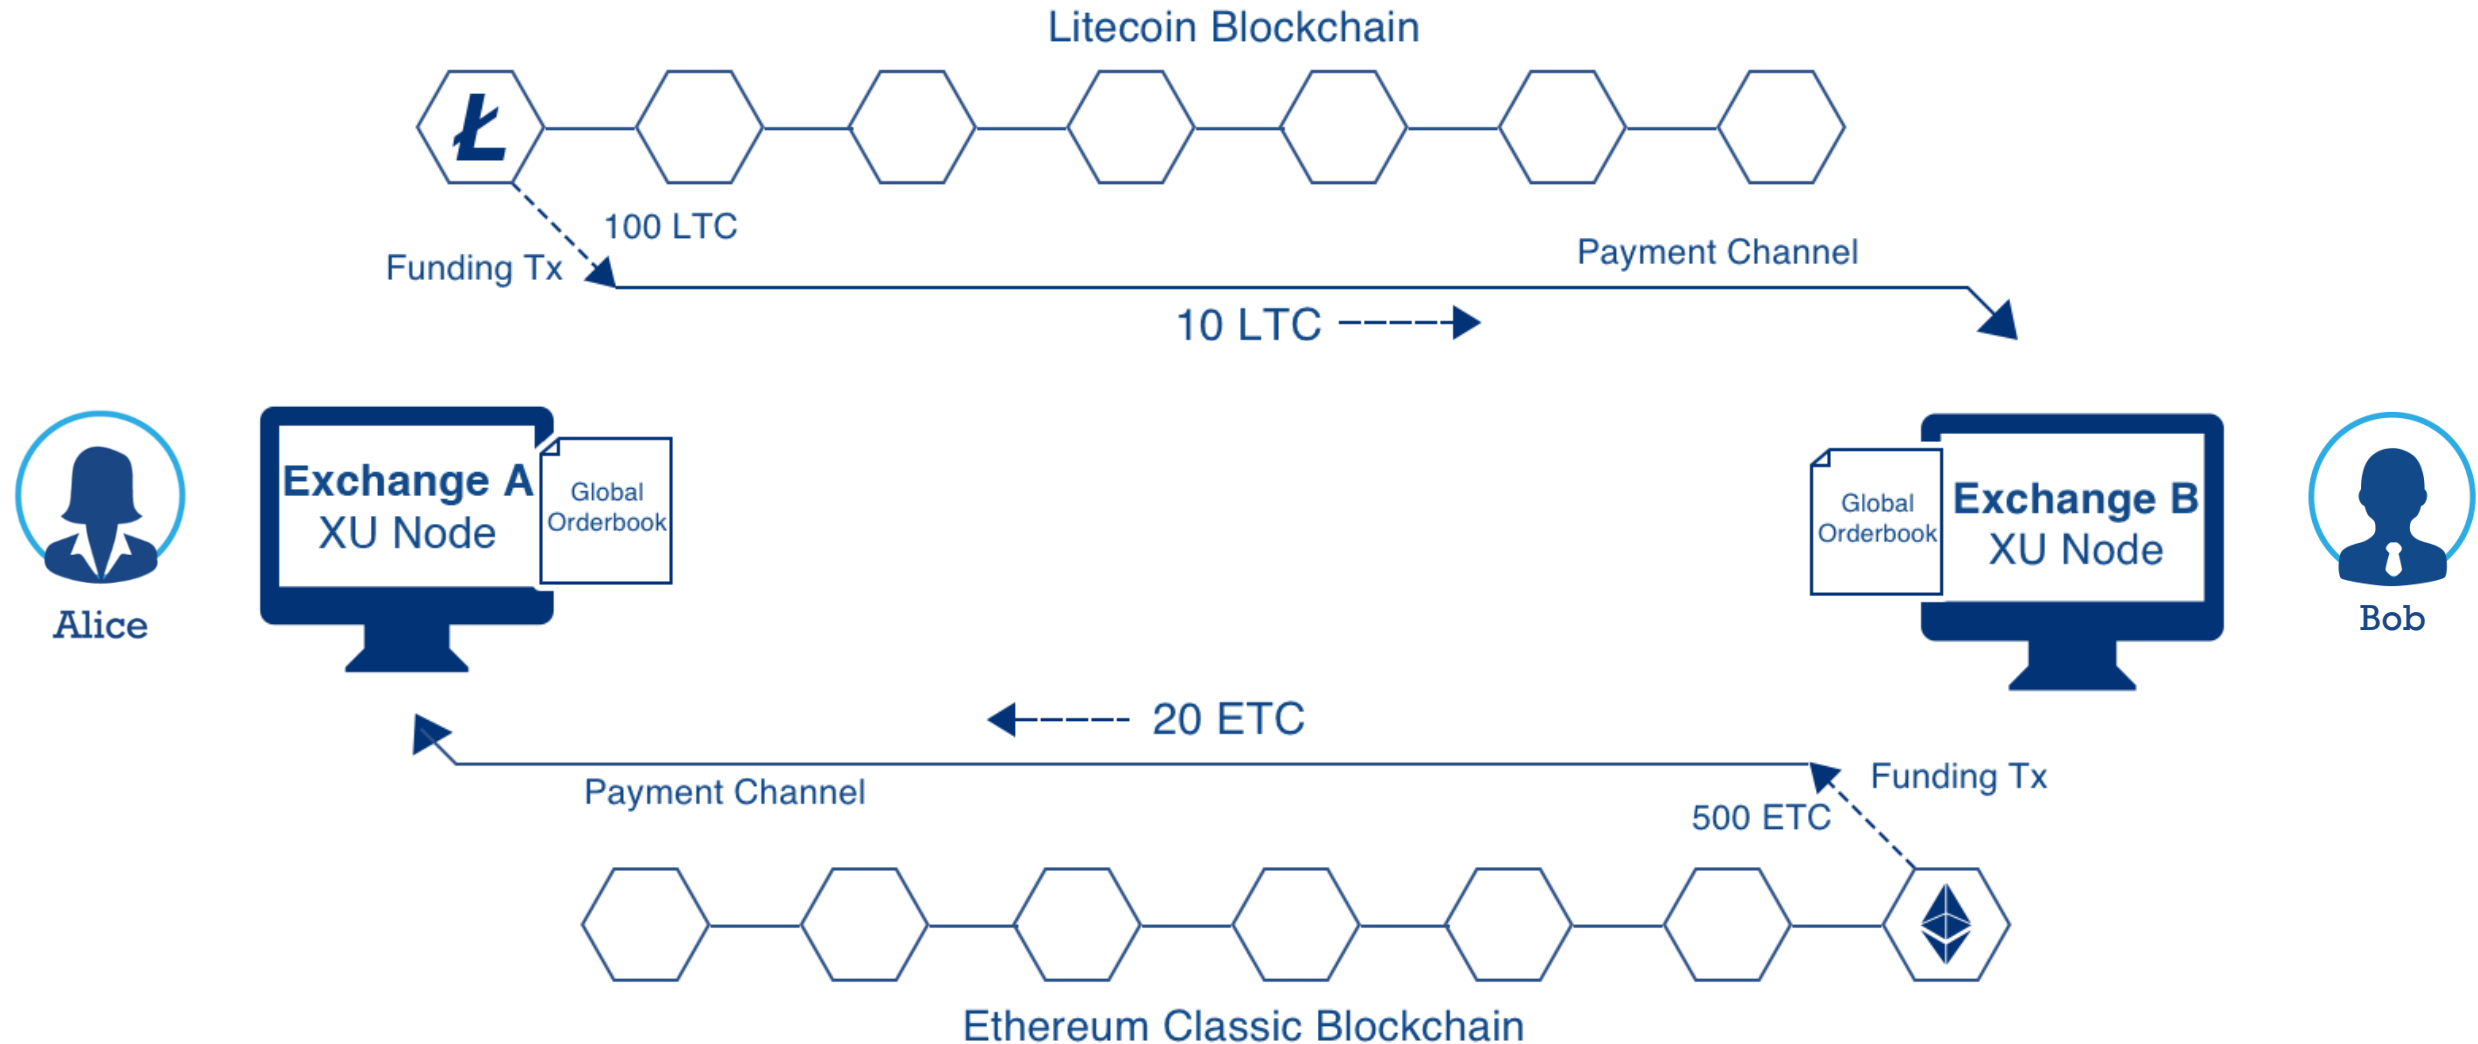 Litecoin Blockchain
100 LTC
Funding Tx
Payment Channel
10 LTC
Exchange A
XU Node
Global
Orderbook
Alice
Global
Orderbook
Exchange B
XU Node
Bob
20 ETC
Payment Channel
Funding Tx
500 ETC
Ethereum Classic Blockchain